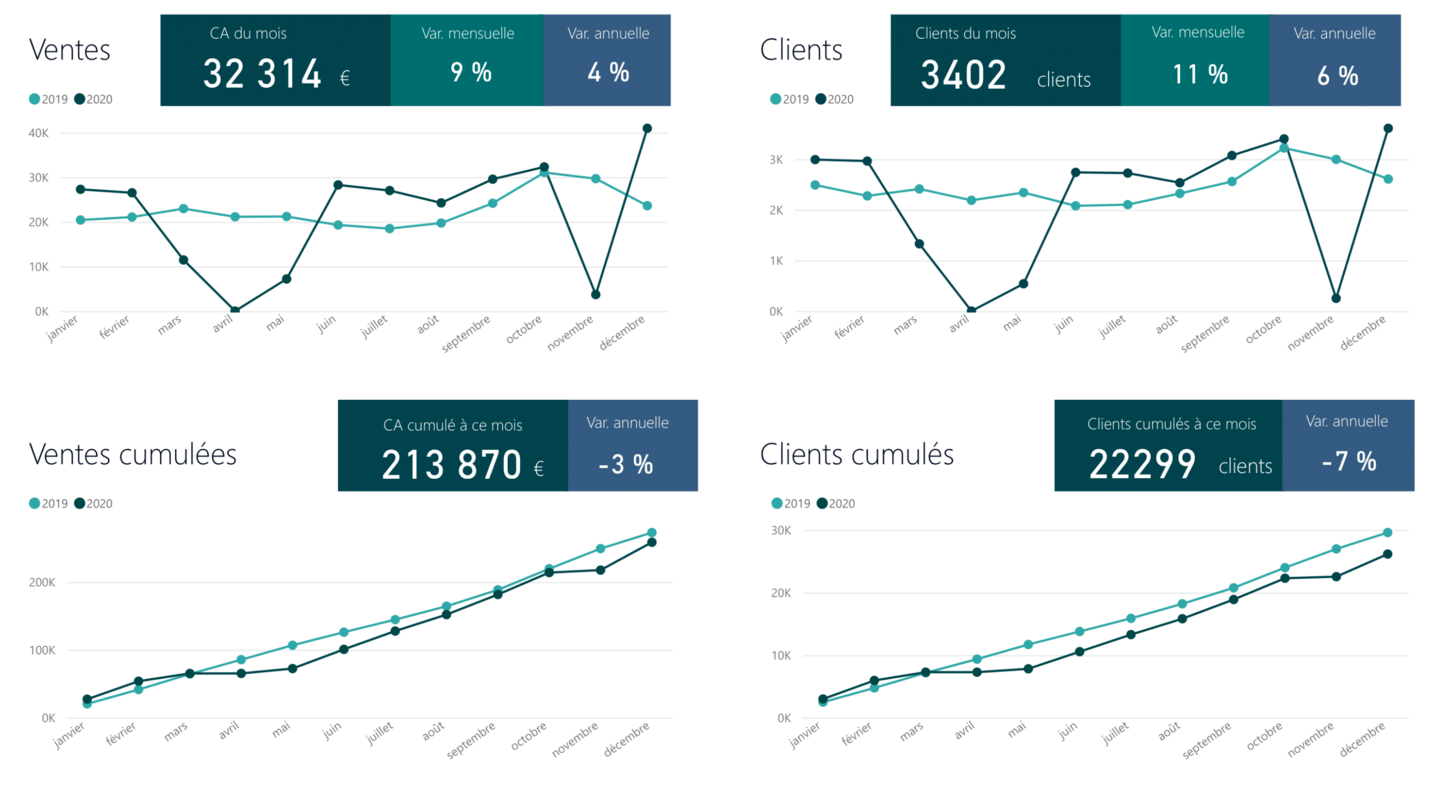 Ventes
CA du mois
32 314 €
Var. mensuelle
9 %
Var. annuelle
4 %
2019 2020
40K
30K
20K
10K
0K
janvier
février
mars
avril
mai
juin
juillet
août
septembre
octobre
novembre
décembre
Clients
Clients du mois
3402 clients
Var. mensuelle
11 %
Var. annuelle
6 %
2019 2020
3K
2K
1K
0K
janvier
février
mars
avril
mai
juin
juillet
août
septembre
octobre
novembre
décembre
Ventes cumulées
CA cumulé à ce mois
213 870 €
Var. annuelle
-3 %
2019 2020
200K
100K
0K
janvier
février
mars
avril
mai
juin
juillet
août
septembre
octobre
novembre
décembre
Clients cumulés
Clients cumulés à ce mois
22299 clients
Var. annuelle
-7 %
2019 2020
30K
20K
10K
0K
janvier
février
mars
avril
mai
juin
juillet
août
septembre
octobre
novembre
décembre